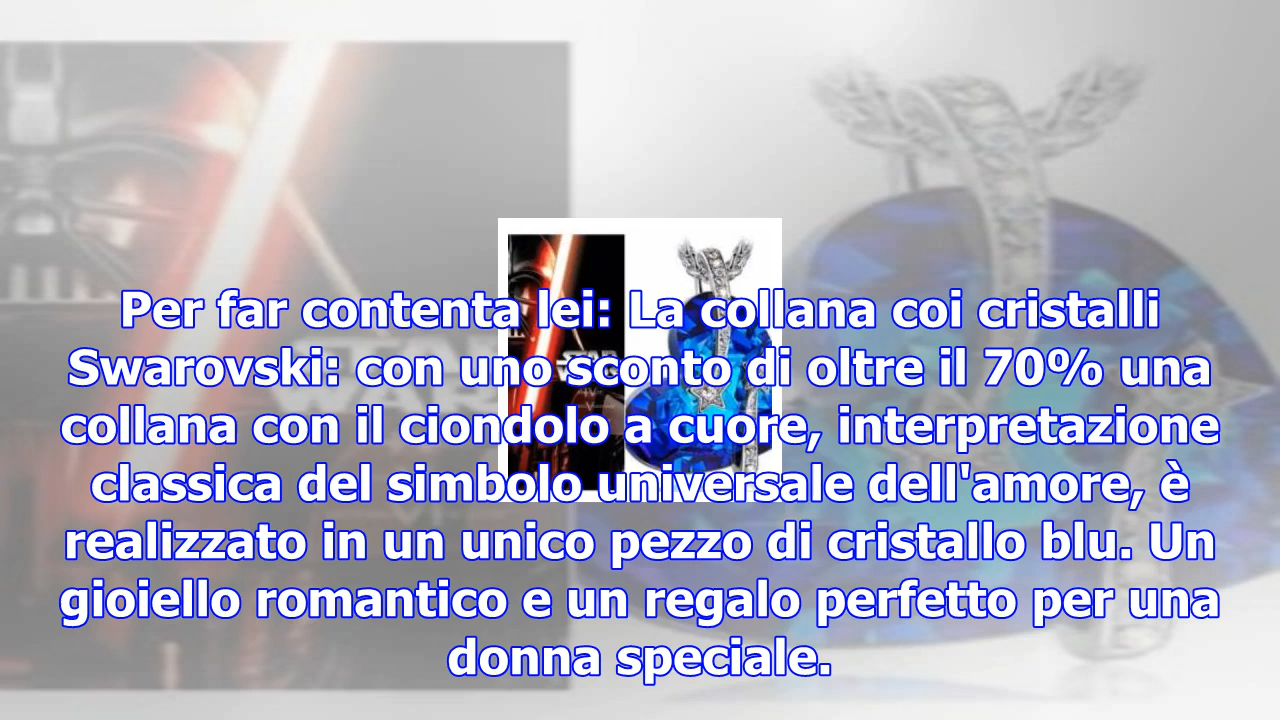 Per far contenta lei: La collana coi cristalli
Swarovski: con uno sconto di oltre il 70% una
collana con il ciondolo a cuore, interpretazione
classica del simbolo universale dell'amore, è
realizzato in un unico pezzo di cristallo blu. Un
gioiello romantico e un regalo perfetto per una
donna speciale.
STAR
WARS